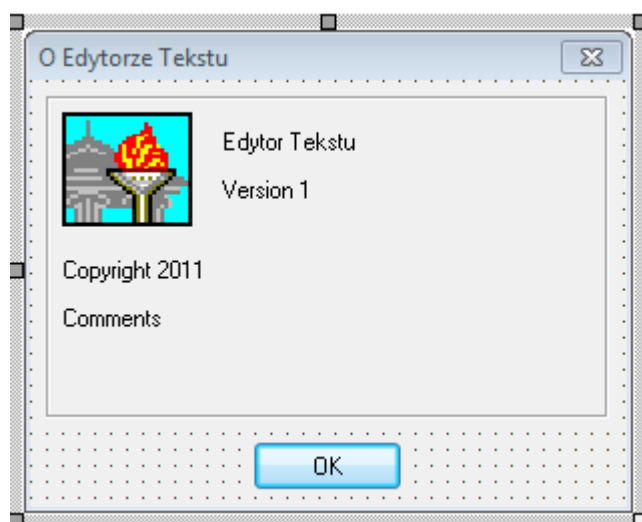 O Edytorze Tekstu
Edytor Tekstu
Version 1
Copyright 2011
Comments
OK